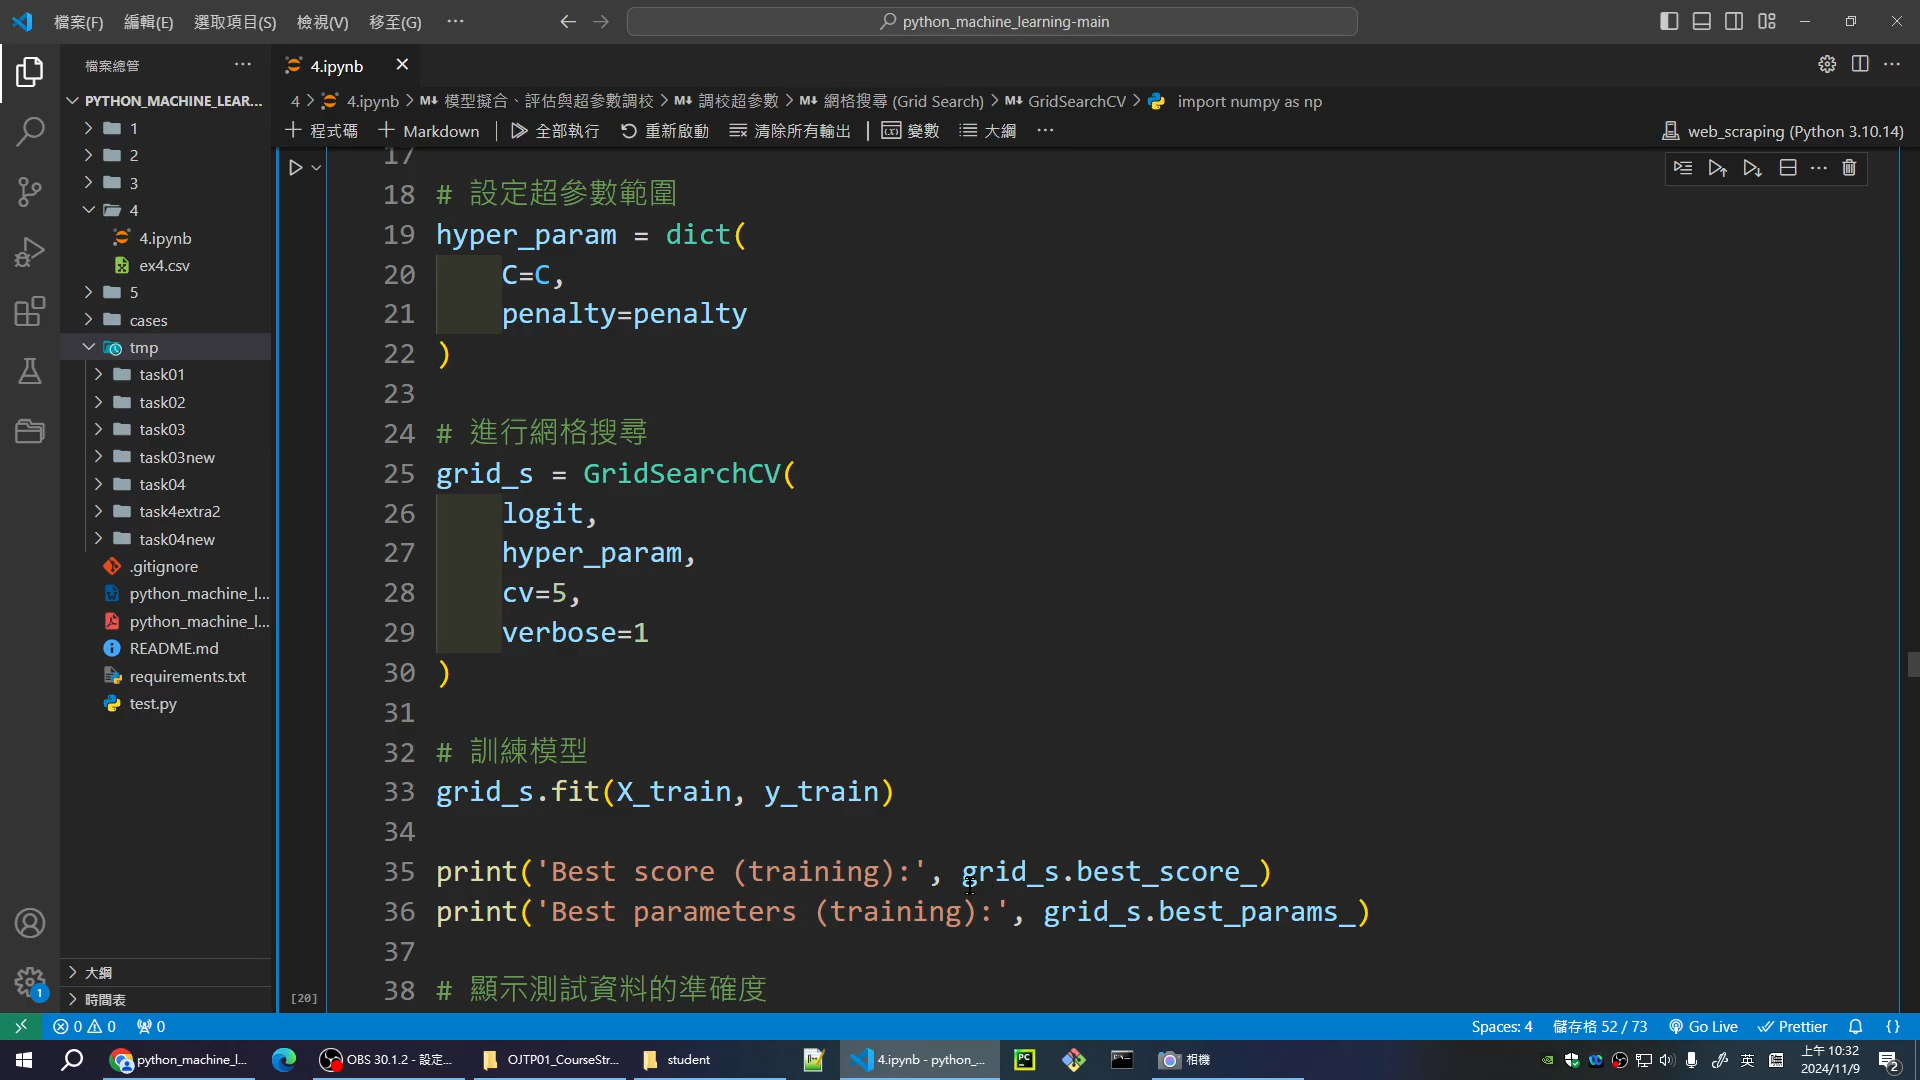 檔案(F) 編輯(E) 選取項目(S) 檢視(V) 移至(G) ··· python_machine_learning-main
檔案總管 ···
4.ipynb
PYTHON_MACHINE_LEAR...
1
2
3
4
4.ipynb
ex4.csv
5
cases
tmp
task01
task02
task03
task03new
task04
task4extra2
task04new
.gitignore
python_machine_l...
python_machine_l...
README.md
requirements.txt
test.py
大綱
時間表
4 > 4.ipynb > M↓ 模型擬合、評估與超參數調校 > M↓ 調校超參數 > M↓ 網格搜尋 (Grid Search) > M↓ GridSearchCV > import numpy as np
+ 程式碼 + Markdown 全部執行 重新啟動 清除所有輸出 變數 大綱 ··· web_scraping (Python 3.10.14)
17
18 # 設定超參數範圍
19 hyper_param = dict(
20 C=C,
21 penalty=penalty
22 )
23
24 # 進行網格搜尋
25 grid_s = GridSearchCV(
26 logit,
27 hyper_param,
28 cv=5,
29 verbose=1
30 )
31
32 # 訓練模型
33 grid_s.fit(X_train, y_train)
34
35 print('Best score (training):', grid_s.best_score_)
36 print('Best parameters (training):', grid_s.best_params_)
37
38 # 顯示測試資料的準確度
[20]
1
0 0 0 Spaces: 4 儲存格 52 / 73 Go Live Prettier {}
python_machine_l... OBS 30.1.2 - 設定... OJTP01_CourseStr... student 4.ipynb - python_... PC 相機 英 上午 10:32
2024/11/9
2